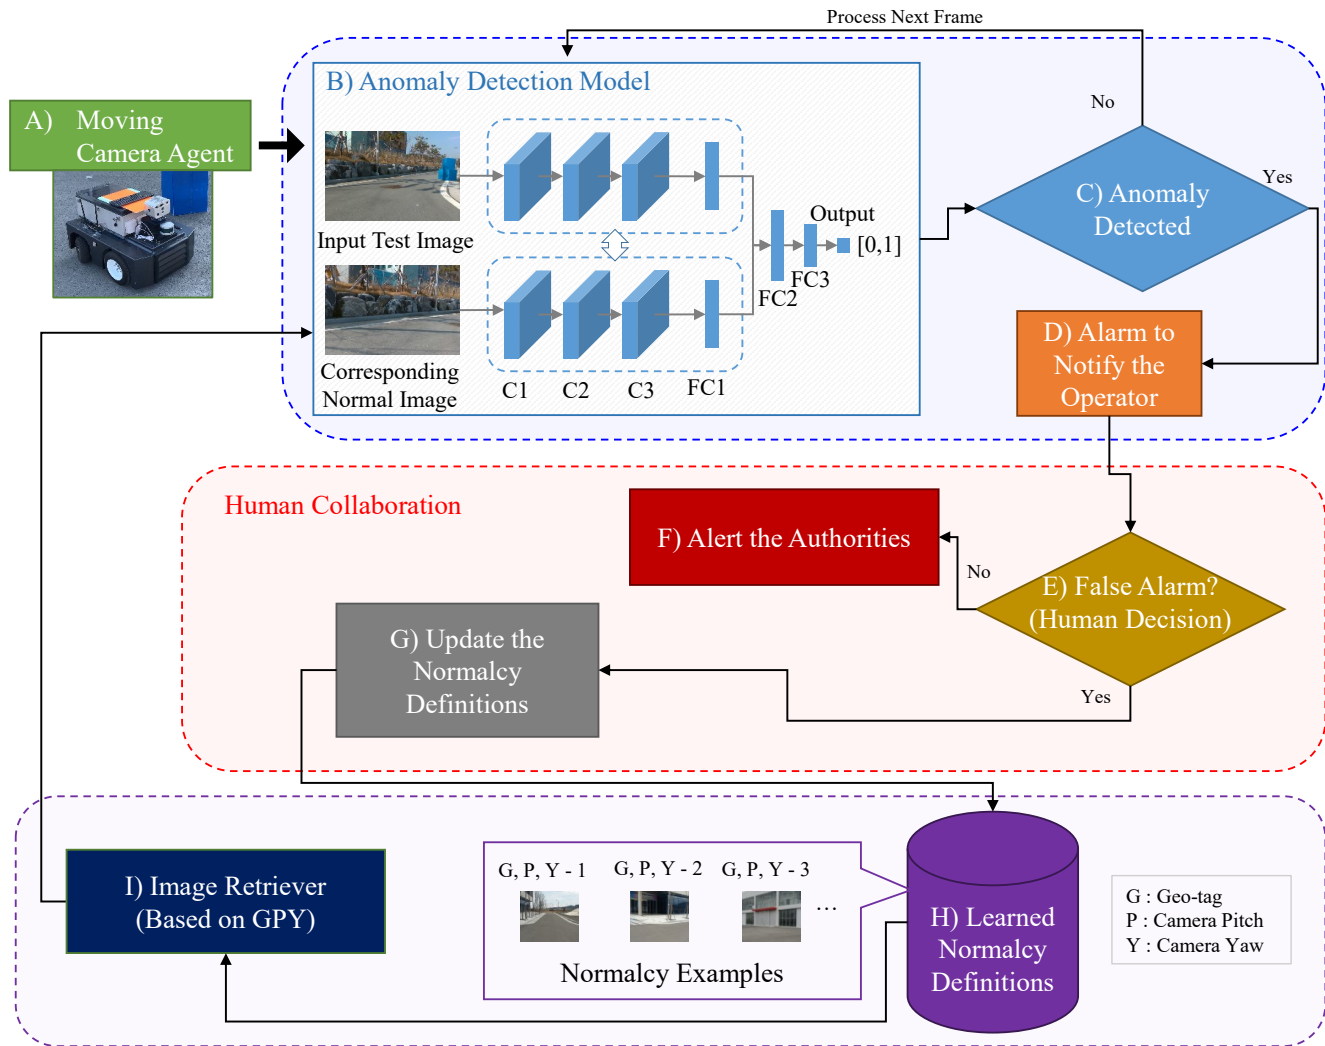 Process Next Frame
B) Anomaly Detection Model
No
A) Moving
Camera Agent
C) Anomaly
Detected
Yes
Input Test Image
Output
[0,1]
FC2
FC3
Corresponding
Normal Image
C1
C2
C3
FC1
D) Alarm to
Notify the
Operator
Human Collaboration
F) Alert the Authorities
No
E) False Alarm?
(Human Decision)
G) Update the
Normalcy
Definitions
Yes
I) Image Retriever
(Based on GPY)
G, P, Y - 1
G, P, Y - 2
G, P, Y - 3
...
Normalcy Examples
H) Learned
Normalcy
Definitions
G : Geo-tag
P : Camera Pitch
Y : Camera Yaw